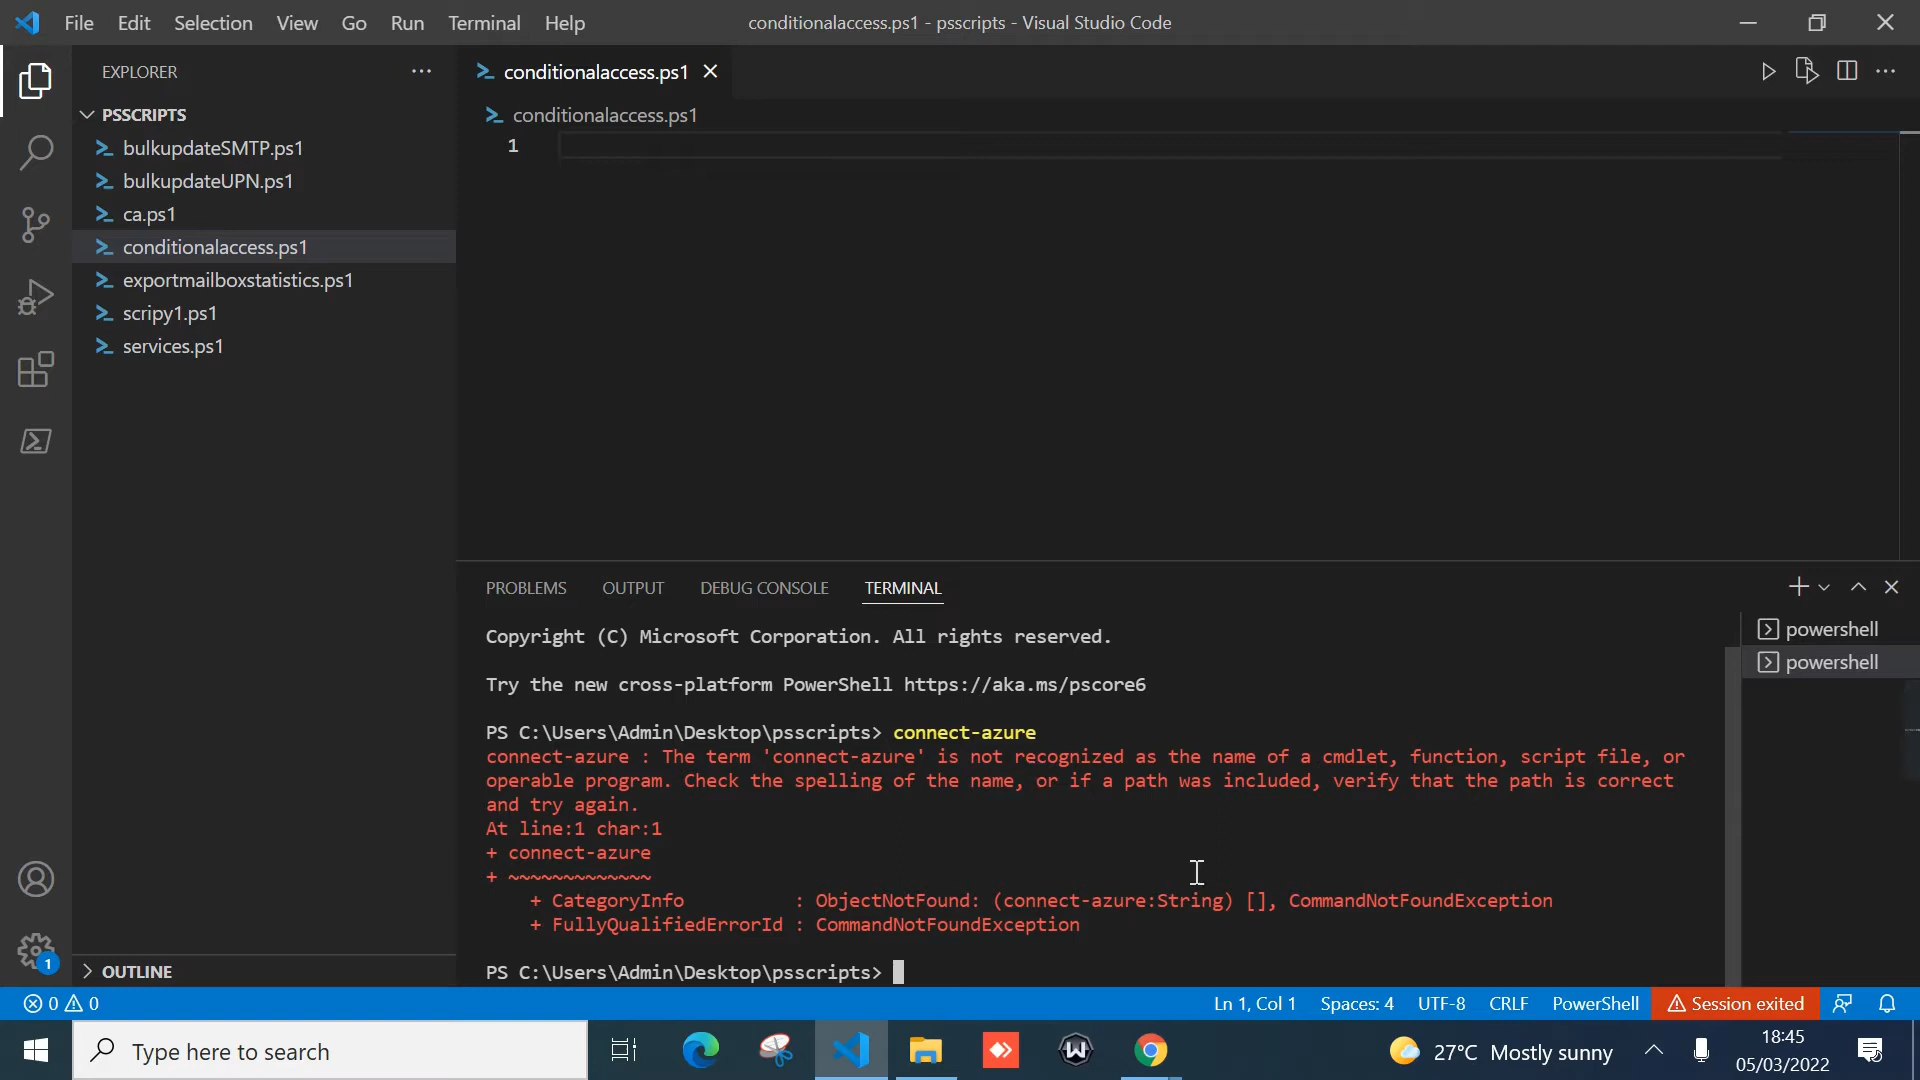 File Edit Selection View Go Run Terminal Help
conditionalaccess.ps1 - psscripts - Visual Studio Code
EXPLORER
PSSCRIPTS
bulkupdateSMTP.ps1
bulkupdateUPN.ps1
ca.ps1
conditionalaccess.ps1
exportmailboxstatistics.ps1
scripy1.ps1
services.ps1
OUTLINE
conditionalaccess.ps1
conditionalaccess.ps1
1
PROBLEMS OUTPUT DEBUG CONSOLE TERMINAL
Copyright (C) Microsoft Corporation. All rights reserved.
Try the new cross-platform PowerShell https://aka.ms/pscore6
PS C:\Users\Admin\Desktop\psscripts> connect-azure
connect-azure : The term 'connect-azure' is not recognized as the name of a cmdlet, function, script file, or
operable program. Check the spelling of the name, or if a path was included, verify that the path is correct
and try again.
At line:1 char:1
+ connect-azure
+ ~~~~~~~~~~~~~
+ CategoryInfo : ObjectNotFound: (connect-azure:String) [], CommandNotFoundException
+ FullyQualifiedErrorId : CommandNotFoundException
PS C:\Users\Admin\Desktop\psscripts>
powershell
powershell
1
0 0
Ln 1, Col 1 Spaces: 4 UTF-8 CRLF PowerShell Session exited
Type here to search
27°C Mostly sunny
18:45
05/03/2022